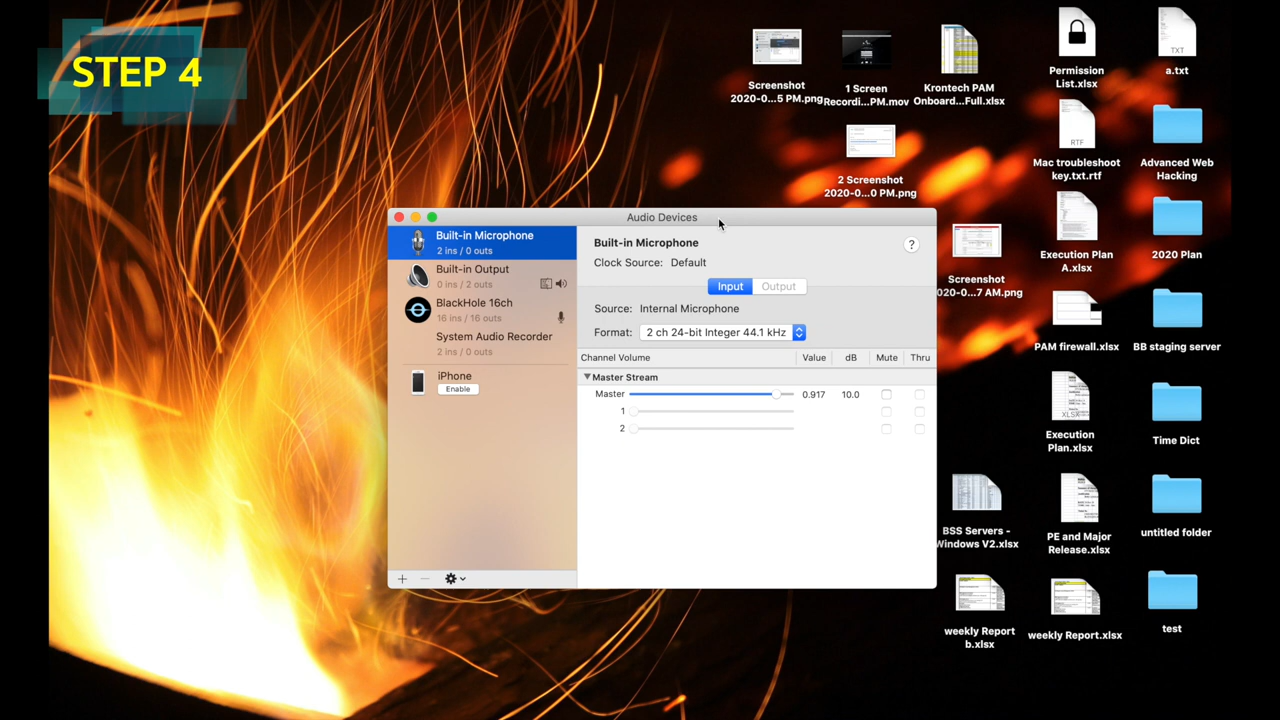 STEP 4
Screenshot
2020-0...5 PM.png
1 Screen
Recordi...PM.mov
Krontech PAM
Onboard...Full.xlsx
Permission
List.xlsx
TXT
a.txt
2 Screenshot
2020-0...0 PM.png
RTF
Mac troubleshoot
key.txt.rtf
Advanced Web
Hacking
Audio Devices
Built-in Microphone
2 ins / 0 outs
Built-in Output
0 ins / 2 outs
BlackHole 16ch
16 ins / 16 outs
System Audio Recorder
2 ins / 0 outs
iPhone
Enable
Built-in Microphone
?
Clock Source: Default
Input Output
Source: Internal Microphone
Format: 2 ch 24-bit Integer 44.1 kHz
Channel Volume Value dB Mute Thru
Master Stream
Master 0.917 10.0
1
2
Screenshot
2020-0...7 AM.png
Execution Plan
A.xlsx
2020 Plan
PAM firewall.xlsx
BB staging server
XLSX
Execution
Plan.xlsx
Time Dict
BSS Servers -
Windows V2.xlsx
PE and Major
Release.xlsx
untitled folder
weekly Report
b.xlsx
weekly Report.xlsx
test